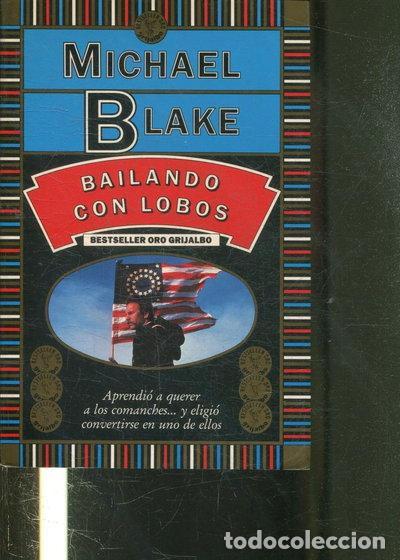 MICHAEL
BLAKE
BAILANDO
CON LOBOS
BESTSELLER ORO GRIJALBO
Aprendió a querer
a los comanches... y eligió
convertirse en uno de ellos
todocoleccion